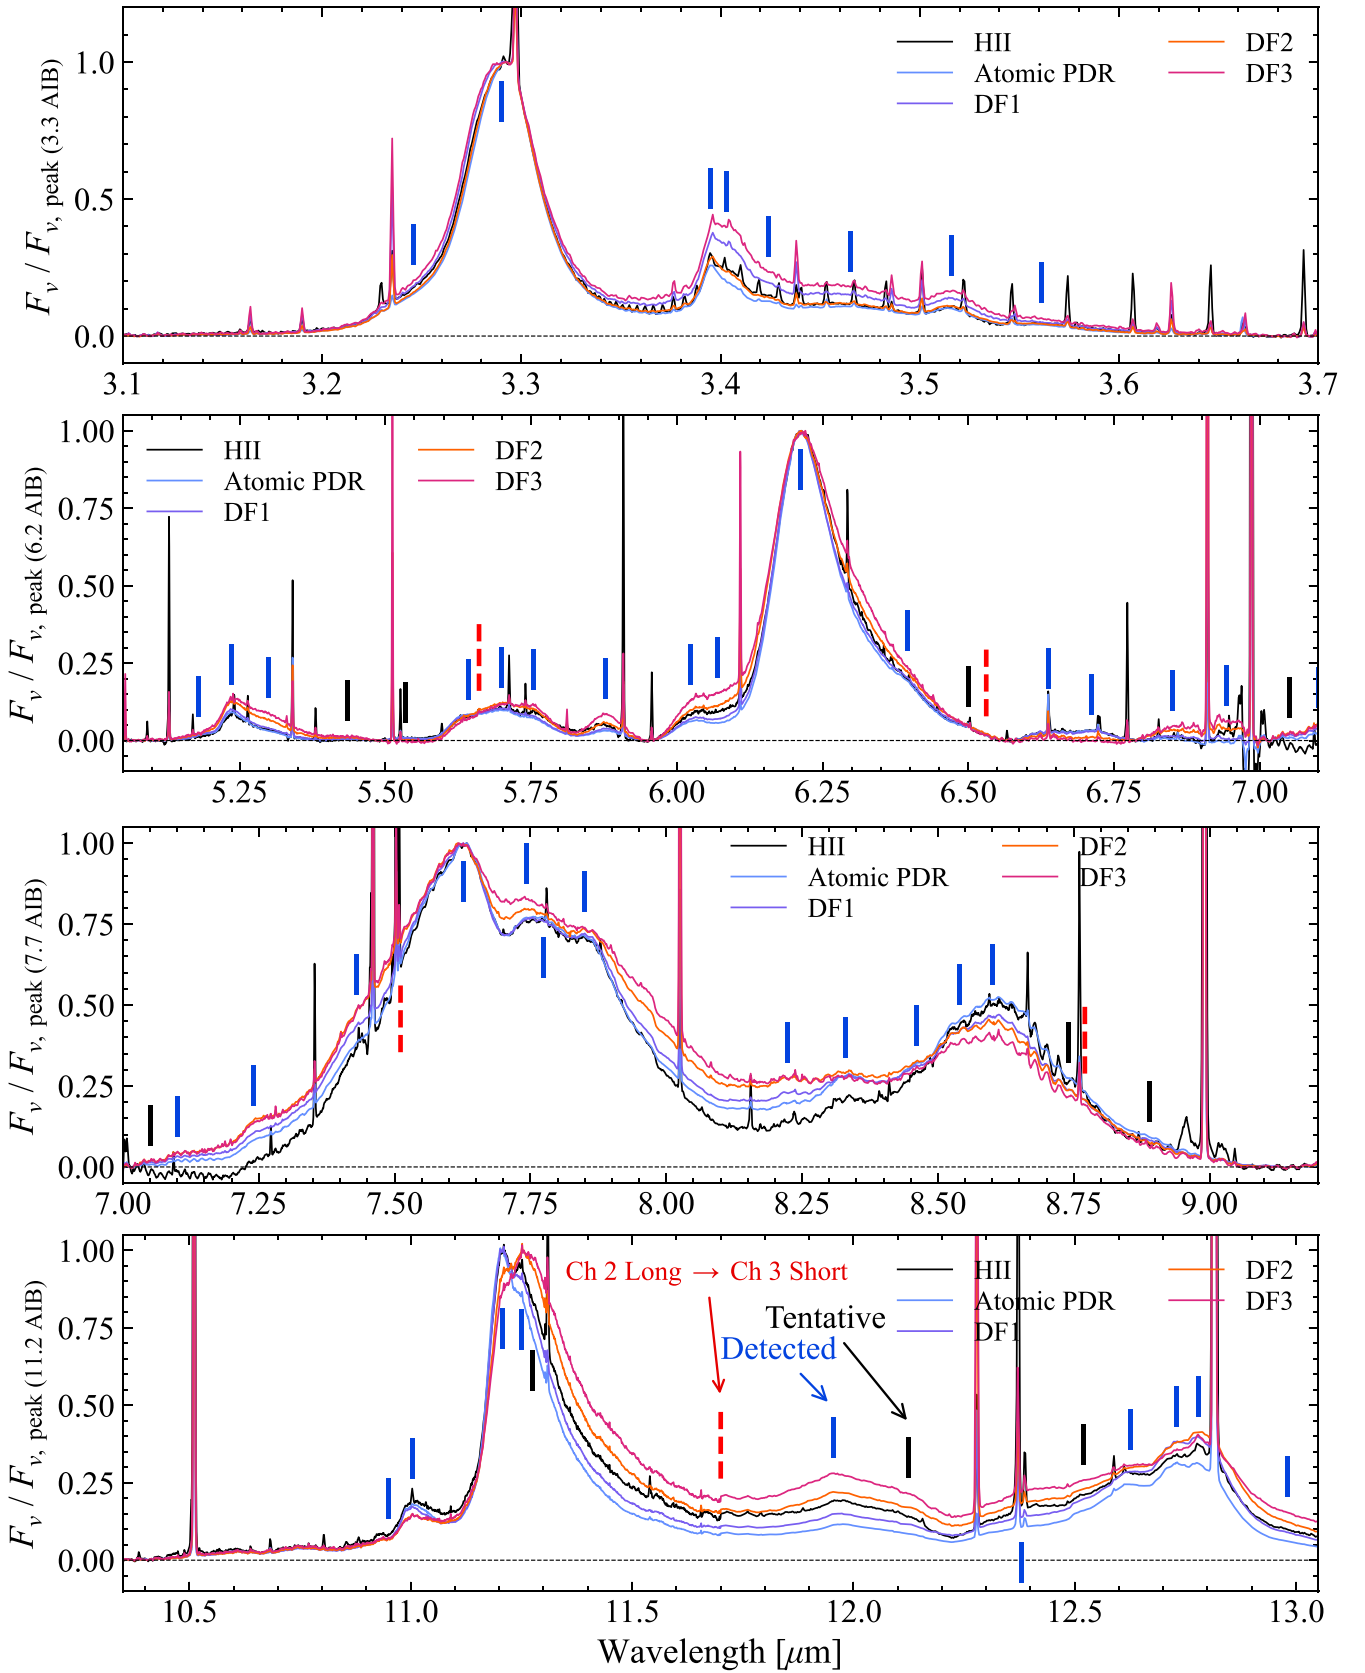 F_ν / F_ν, peak (3.3 AIB)
1.0
0.5
0.0
HII
Atomic PDR
DF1
DF2
DF3
3.1 3.2 3.3 3.4 3.5 3.6 3.7
F_ν / F_ν, peak (6.2 AIB)
1.00
0.75
0.50
0.25
0.00
HII
Atomic PDR
DF1
DF2
DF3
5.25 5.50 5.75 6.00 6.25 6.50 6.75 7.00
F_ν / F_ν, peak (7.7 AIB)
1.00
0.75
0.50
0.25
0.00
HII
Atomic PDR
DF1
DF2
DF3
7.00 7.25 7.50 7.75 8.00 8.25 8.50 8.75 9.00
F_ν / F_ν, peak (11.2 AIB)
1.00
0.75
0.50
0.25
0.00
Ch 2 Long → Ch 3 Short
Tentative
Detected
HII
Atomic PDR
DF1
DF2
DF3
10.5 11.0 11.5 12.0 12.5 13.0
Wavelength [μm]